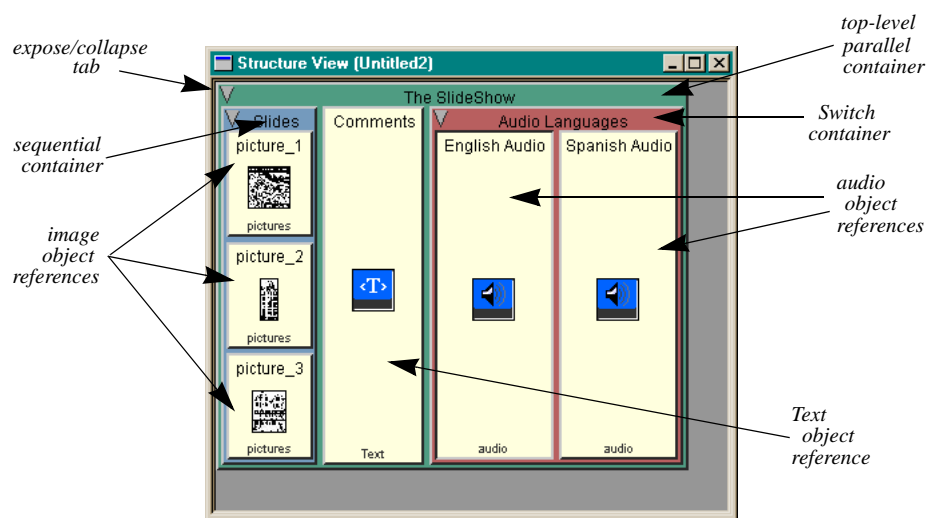 expose/collapse
tab
top-level
parallel
container
Structure View (Untitled2)
The SlideShow
Slides
Comments
Audio Languages
Switch
container
sequential
container
picture_1
English Audio
Spanish Audio
pictures
audio
object
references
image
object
references
picture_2
<T>
pictures
picture_3
Text
object
reference
pictures
Text
audio
audio